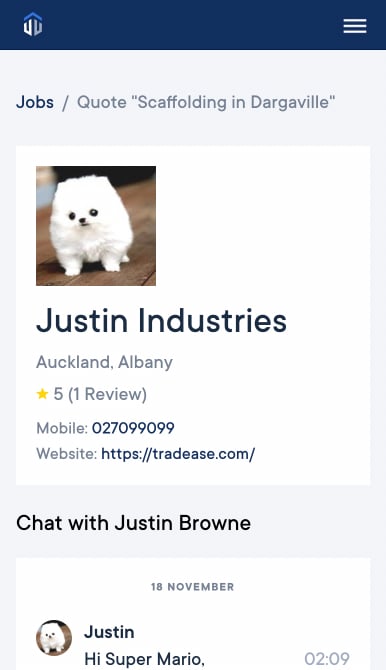 Jobs / Quote "Scaffolding in Dargaville"
Justin Industries
Auckland, Albany
5 (1 Review)
Mobile: 027099099
Website: https://tradease.com/
Chat with Justin Browne
18 NOVEMBER
Justin
Hi Super Mario, 02:09